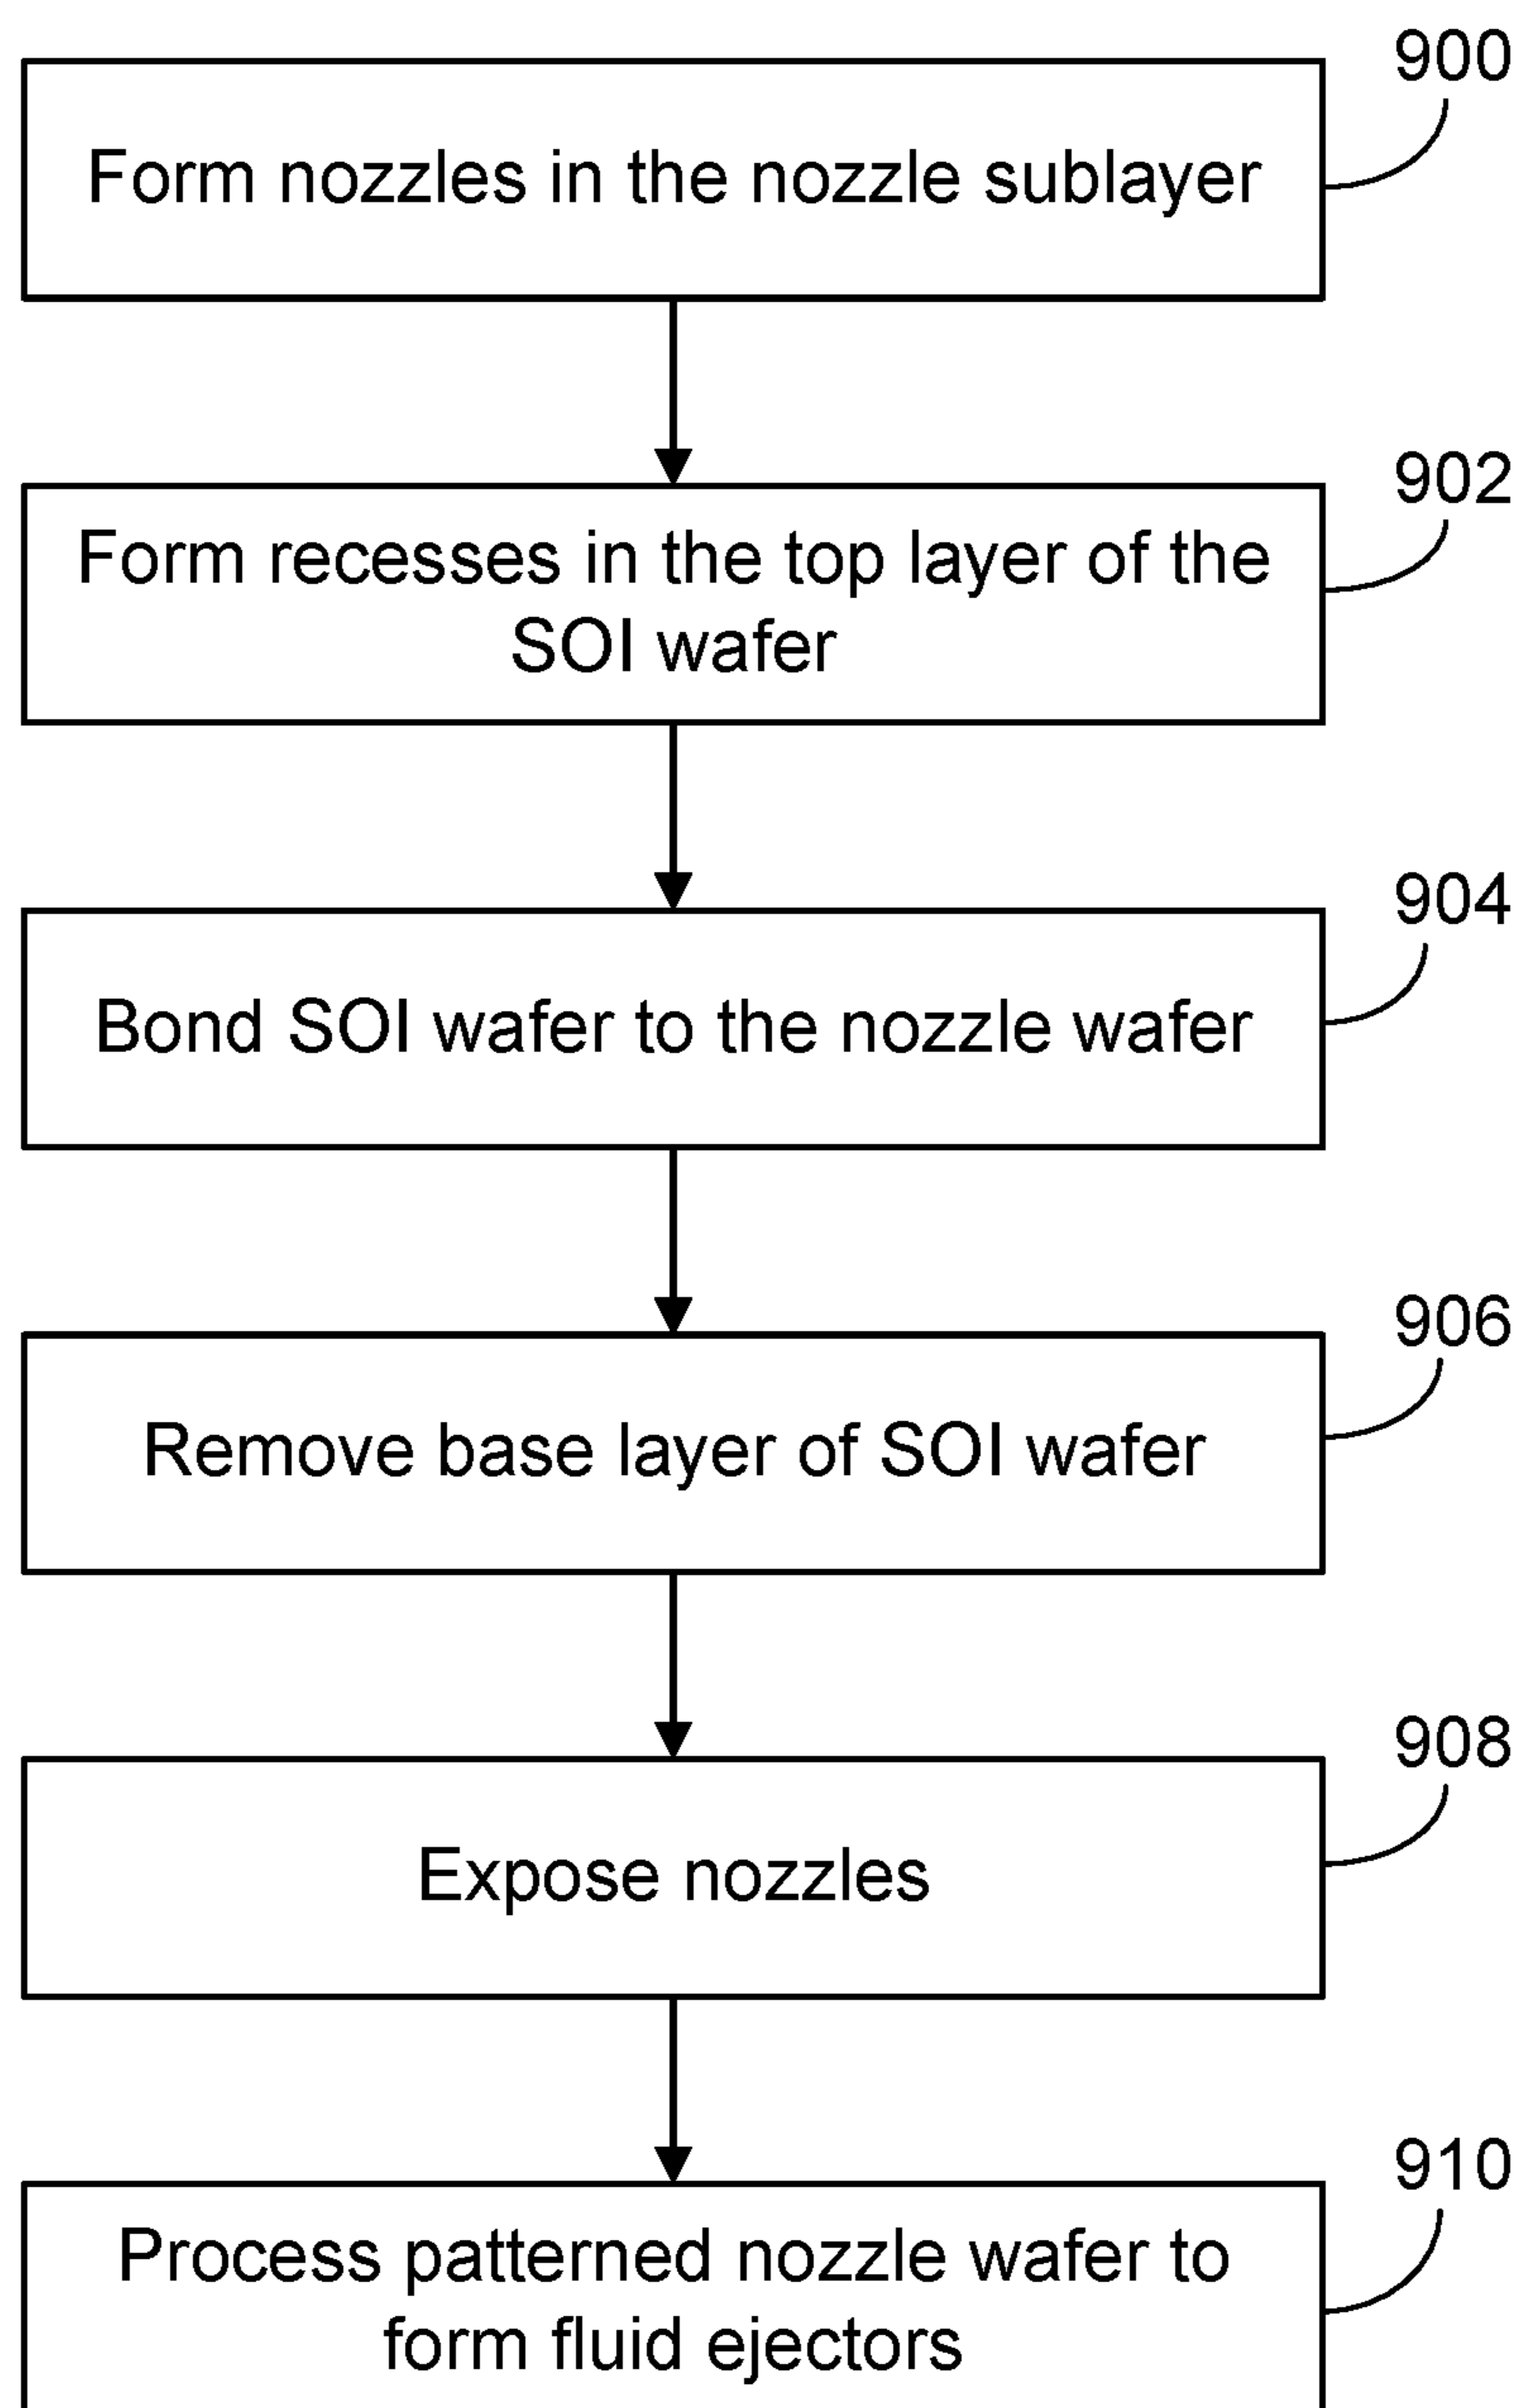 900
Form nozzles in the nozzle sublayer
902
Form recesses in the top layer of the
SOI wafer
904
Bond SOI wafer to the nozzle wafer
906
Remove base layer of SOI wafer
908
Expose nozzles
910
Process patterned nozzle wafer to
form fluid ejectors